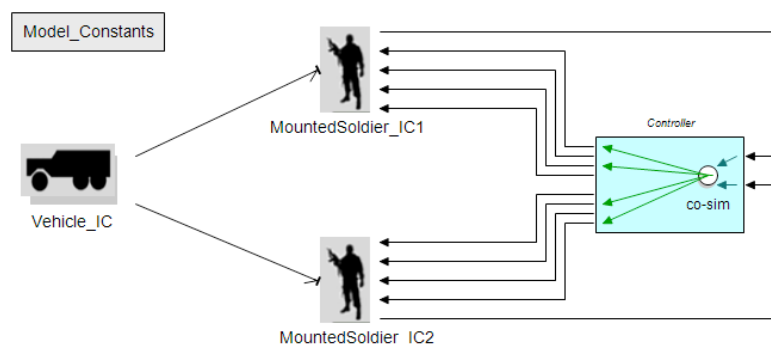 Model_Constants
MountedSoldier_IC1
Controller
co-sim
Vehicle_IC
MountedSoldier_IC2